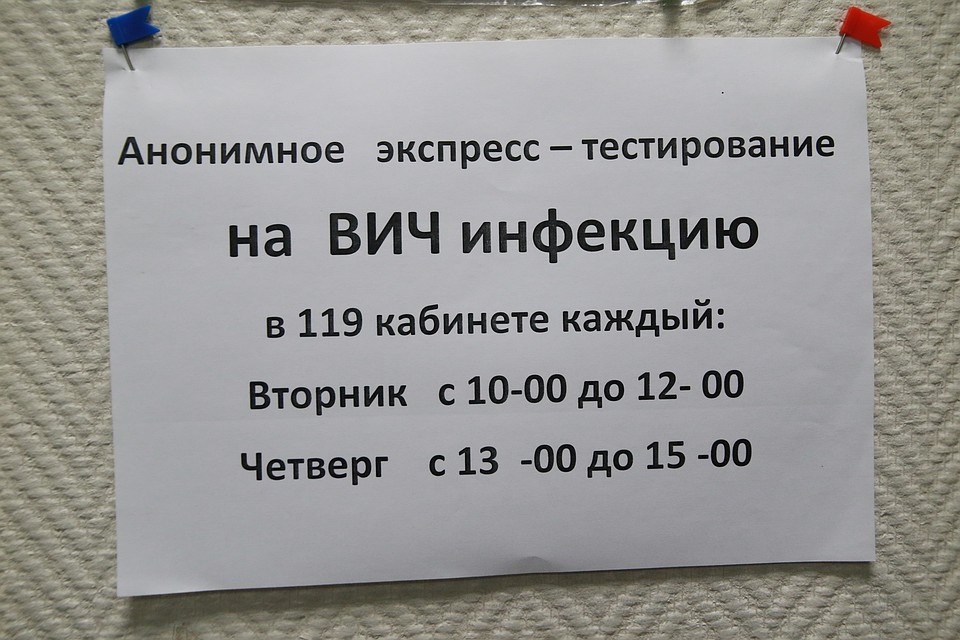 Анонимное экспресс – тестирование
на ВИЧ инфекцию
в 119 кабинете каждый:
Вторник с 10-00 до 12- 00
Четверг с 13 -00 до 15 -00